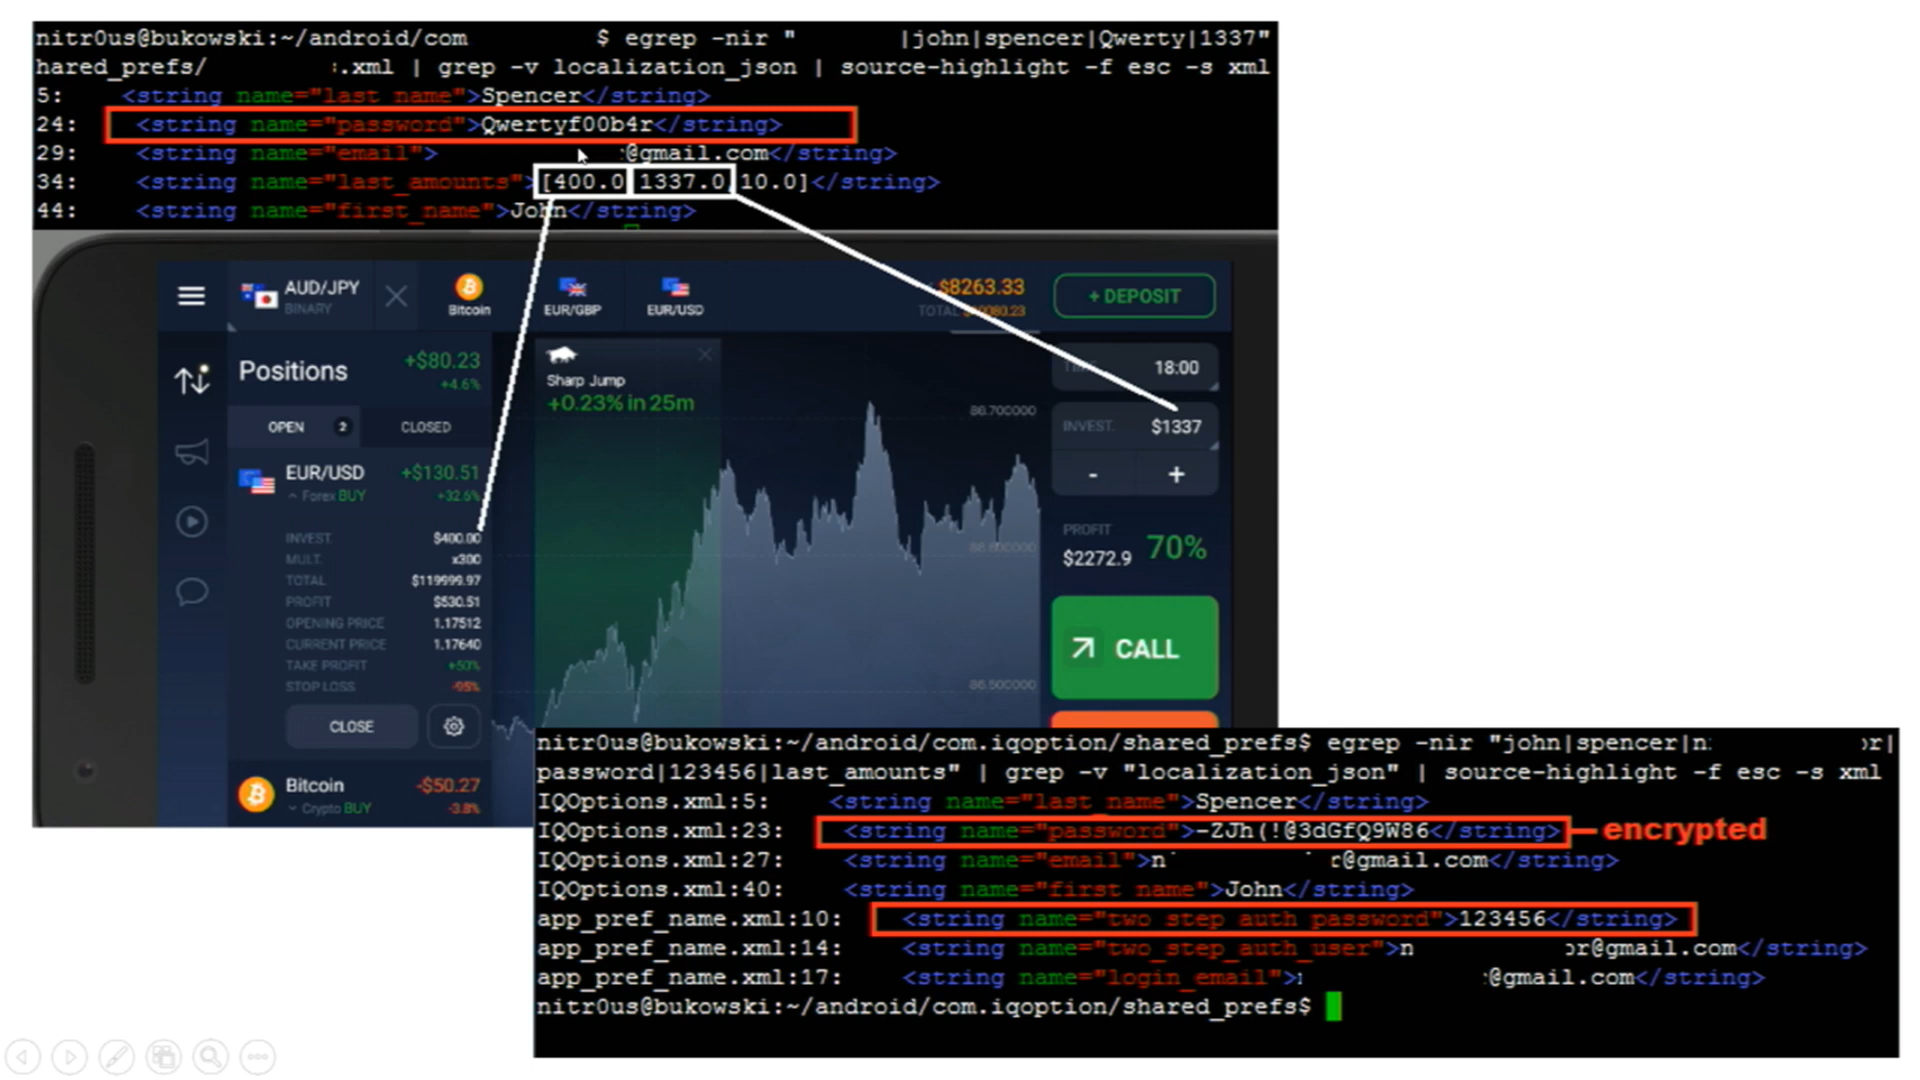 nitr0us@bukowski:~/android/com $ egrep -nir " |john|spencer|Qwerty|1337"
hared_prefs/ .xml | grep -v localization_json | source-highlight -f esc -s xml
5: <string name="last_name">Spencer</string>
24: <string name="password">Qwertyf00b4r</string>
29: <string name="email"> @gmail.com</string>
34: <string name="last_amounts">[400.0 1337.0 10.0]</string>
44: <string name="first_name">John</string>
AUD/JPY
BINARY
Bitcoin
EUR/GBP
EUR/USD
$8263.33
TOTAL
+ DEPOSIT
Positions
+$80.23
+4.6%
OPEN 2
CLOSED
EUR/USD
+$130.51
Forex BUY
+32.6%
INVEST. $400.00
MULT. x300
TOTAL $119999.97
PROFIT $530.51
OPENING PRICE 1.17512
CURRENT PRICE 1.17640
TAKE PROFIT +50%
STOP LOSS -95%
CLOSE
Bitcoin
-$50.27
Crypto BUY
-3.8%
Sharp Jump
+0.23% in 25m
86.700000
86.600000
86.500000
18:00
INVEST. $1337
- +
PROFIT
$2272.9
70%
CALL
nitr0us@bukowski:~/android/com.iqoption/shared_prefs$ egrep -nir "john|spencer|n r|
password|123456|last_amounts" | grep -v "localization_json" | source-highlight -f esc -s xml
IQOptions.xml:5: <string name="last_name">Spencer</string>
IQOptions.xml:23: <string name="password">-ZJh(!@3dGfQ9W86</string>
encrypted
IQOptions.xml:27: <string name="email">n r@gmail.com</string>
IQOptions.xml:40: <string name="first_name">John</string>
app_pref_name.xml:10: <string name="two_step_auth_password">123456</string>
app_pref_name.xml:14: <string name="two_step_auth_user">n or@gmail.com</string>
app_pref_name.xml:17: <string name="login_email"> @gmail.com</string>
nitr0us@bukowski:~/android/com.iqoption/shared_prefs$